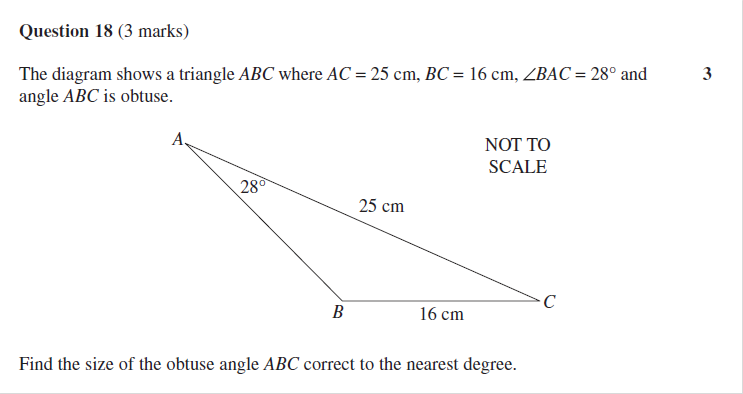 Question 18 (3 marks)
The diagram shows a triangle ABC where AC = 25 cm, BC = 16 cm, ∠BAC = 28° and 3
angle ABC is obtuse.
A
NOT TO
SCALE
28°
25 cm
B
16 cm
C
Find the size of the obtuse angle ABC correct to the nearest degree.